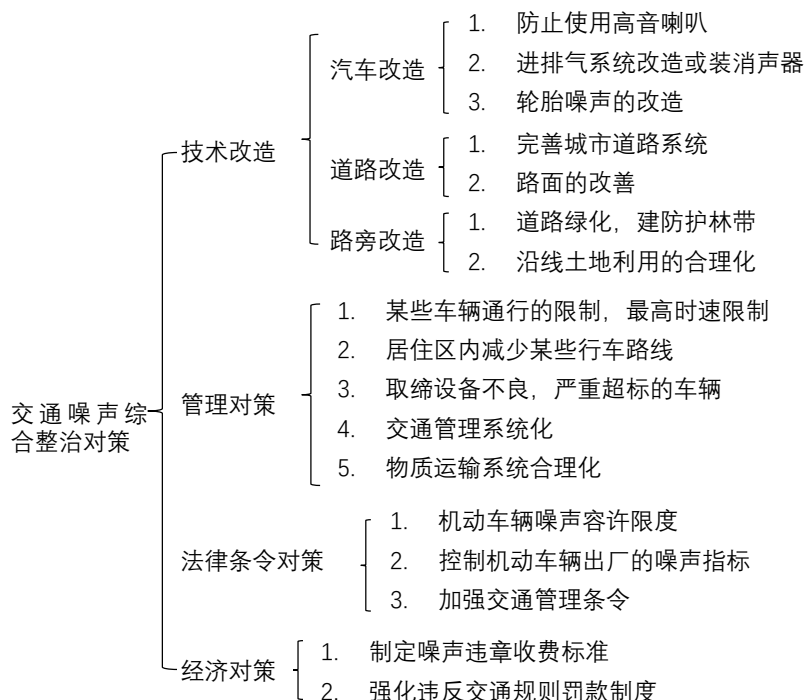 交通噪声综
合整治对策
技术改造
汽车改造
1. 防止使用高音喇叭
2. 进排气系统改造或装消声器
3. 轮胎噪声的改造
道路改造
1. 完善城市道路系统
2. 路面的改善
路旁改造
1. 道路绿化，建防护林带
2. 沿线土地利用的合理化
管理对策
1. 某些车辆通行的限制，最高时速限制
2. 居住区内减少某些行车路线
3. 取缔设备不良，严重超标的车辆
4. 交通管理系统化
5. 物质运输系统合理化
法律条令对策
1. 机动车辆噪声容许限度
2. 控制机动车辆出厂的噪声指标
3. 加强交通管理条令
经济对策
1. 制定噪声违章收费标准
2. 强化违反交通规则罚款制度